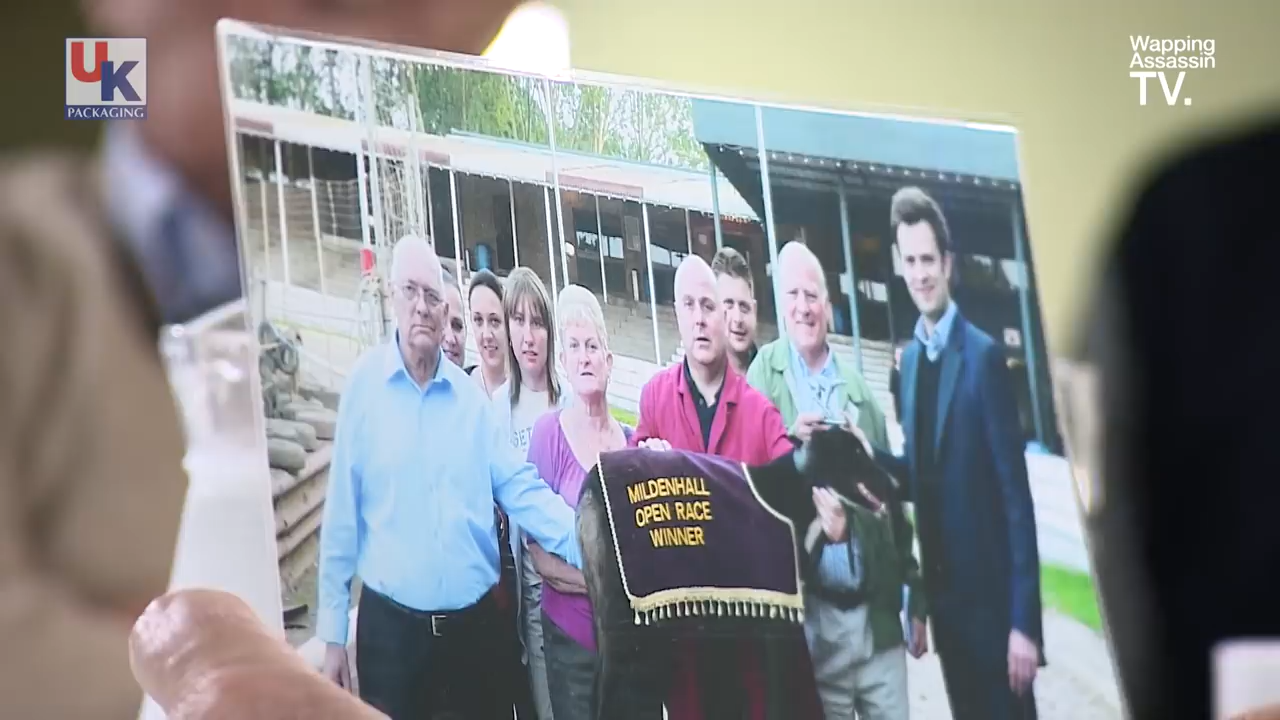 UK
PACKAGING
Wapping
Assassin
TV.
MILDENHALL
OPEN RACE
WINNER